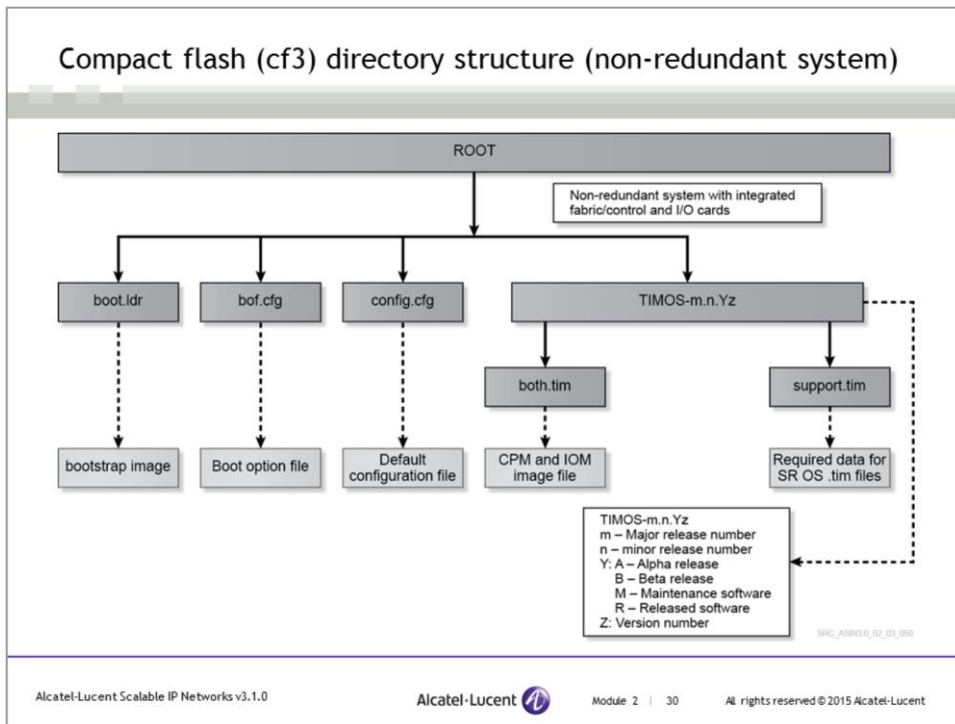 Compact flash (cf3) directory structure (non-redundant system)
ROOT
Non-redundant system with integrated
fabric/control and I/O cards
boot.ldr
bof.cfg
config.cfg
TIMOS-m.n.Yz
both.tim
support.tim
bootstrap image
Boot option file
Default
configuration file
CPM and IOM
image file
Required data for
SR OS .tim files
TIMOS-m.n.Yz
m – Major release number
n – minor release number
Y: A – Alpha release
B – Beta release
M – Maintenance software
R – Released software
Z: Version number
SRC_ASIN3.0_02_03_050
Alcatel-Lucent Scalable IP Networks v3.1.0
Alcatel·Lucent
Module 2 | 30
All rights reserved © 2015 Alcatel-Lucent